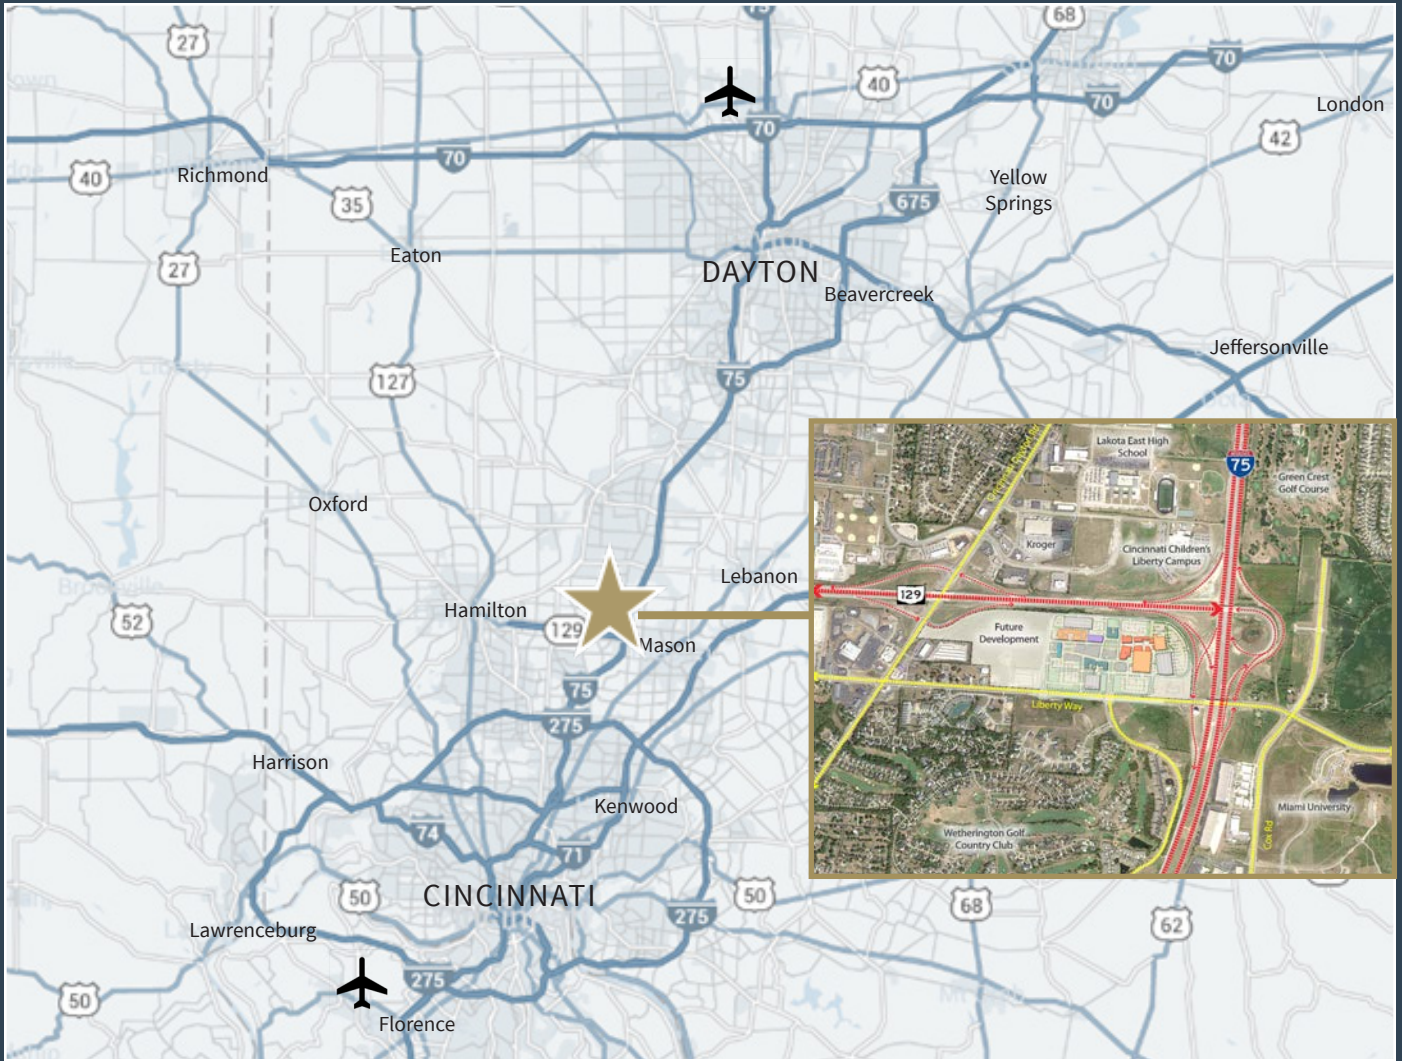 75
68
27
70
40
70
London
70
42
Richmond
40
70
35
675
Yellow
Springs
Eaton
27
DAYTON
Beavercreek
Jeffersonville
75
127
Oxford
Lakota East High
School
75
Green Crest
Golf Course
Kroger
Cincinnati Children's
Liberty Campus
Lebanon
Hamilton
129
129
52
Mason
Future
Development
75
275
Liberty Way
Harrison
Kenwood
Miami University
Cox Rd
Wetherington Golf
Country Club
74
71
50
CINCINNATI
50
68
275
62
Lawrenceburg
275
50
Florence